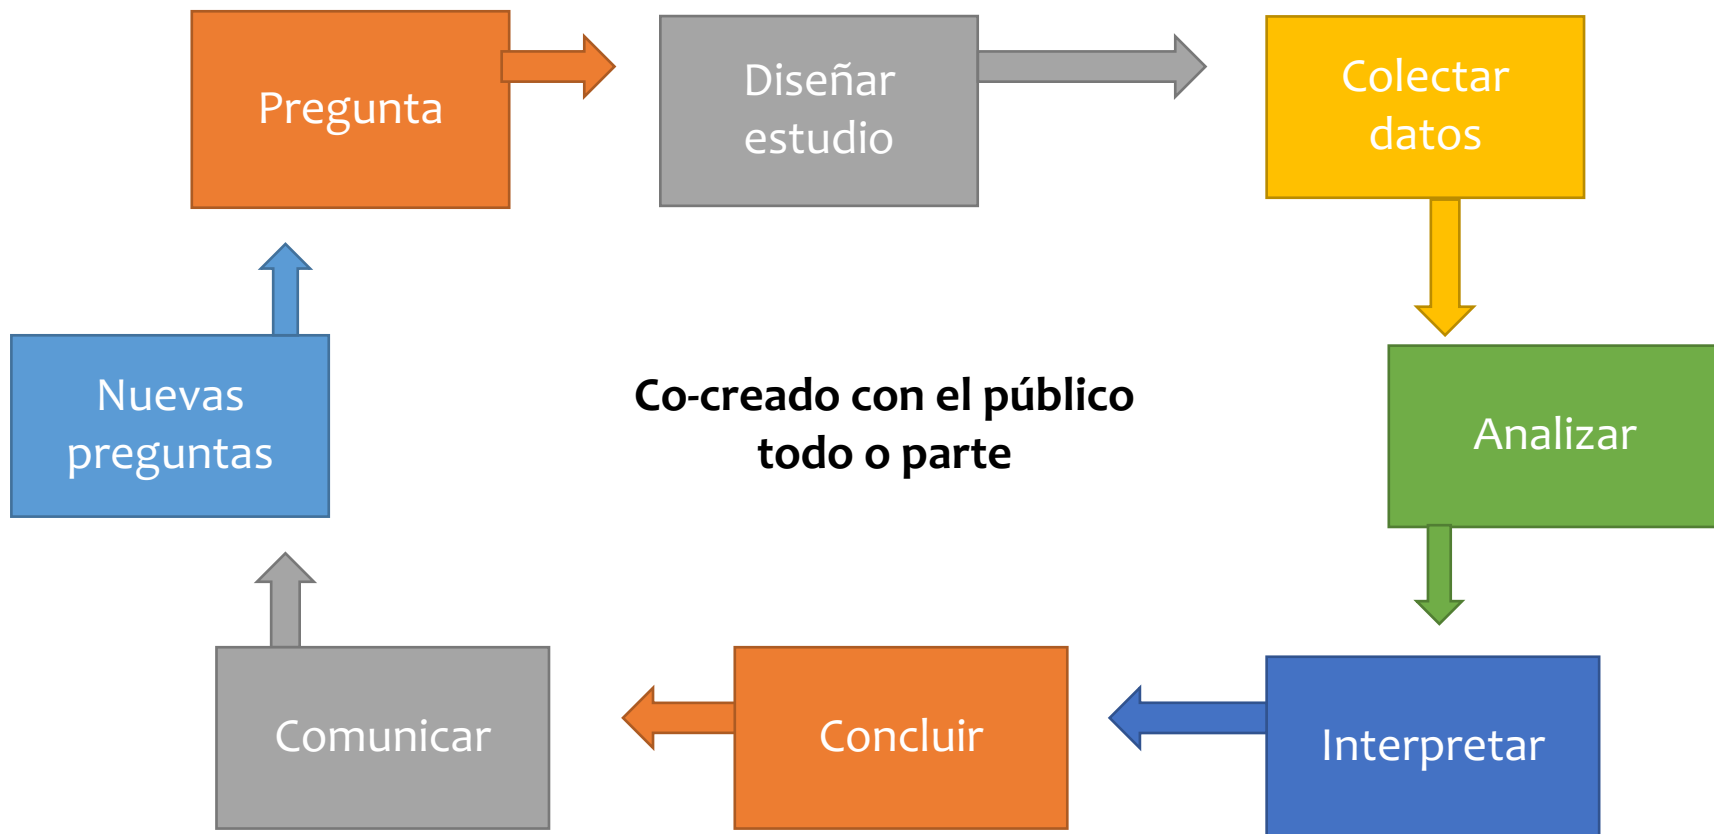 Pregunta
Diseñar
estudio
Colectar
datos
Analizar
Interpretar
Concluir
Comunicar
Nuevas
preguntas
Co-creado con el público
todo o parte